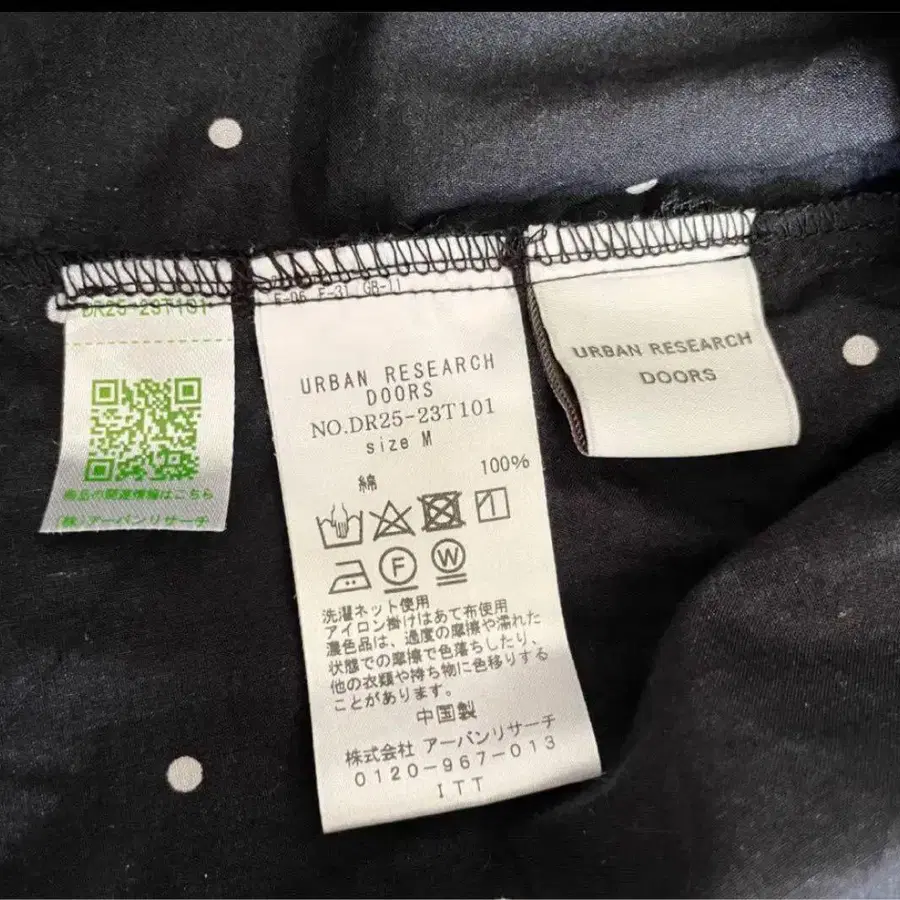 DR25-23T101
商品の関連情報はこちら
(株)アーバンリサーチ
E-06 F-31 GB-11
URBAN RESEARCH
DOORS
NO.DR25-23T101
size M
綿 100%
F W
洗濯ネット使用
アイロン掛けはあて布使用
濃色品は、過度の摩擦や濡れた
状態での摩擦で色落ちしたり、
他の衣類や持ち物に色移りする
ことがあります。
中国製
株式会社 アーバンリサーチ
0120-967-013
ITT
URBAN RESEARCH
DOORS